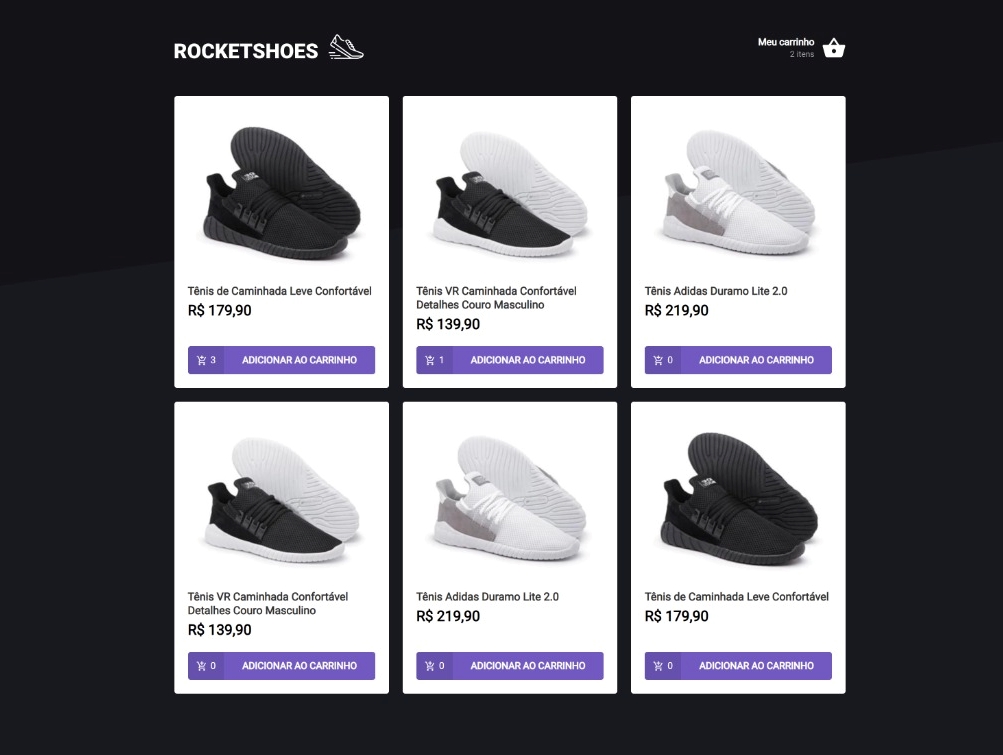 ROCKETSHOES
Meu carrinho
2 itens
Tênis de Caminhada Leve Confortável
R$ 179,90
3 ADICIONAR AO CARRINHO
Tênis VR Caminhada Confortável
Detalhes Couro Masculino
R$ 139,90
1 ADICIONAR AO CARRINHO
Tênis Adidas Duramo Lite 2.0
R$ 219,90
0 ADICIONAR AO CARRINHO
Tênis VR Caminhada Confortável
Detalhes Couro Masculino
R$ 139,90
0 ADICIONAR AO CARRINHO
Tênis Adidas Duramo Lite 2.0
R$ 219,90
0 ADICIONAR AO CARRINHO
Tênis de Caminhada Leve Confortável
R$ 179,90
0 ADICIONAR AO CARRINHO